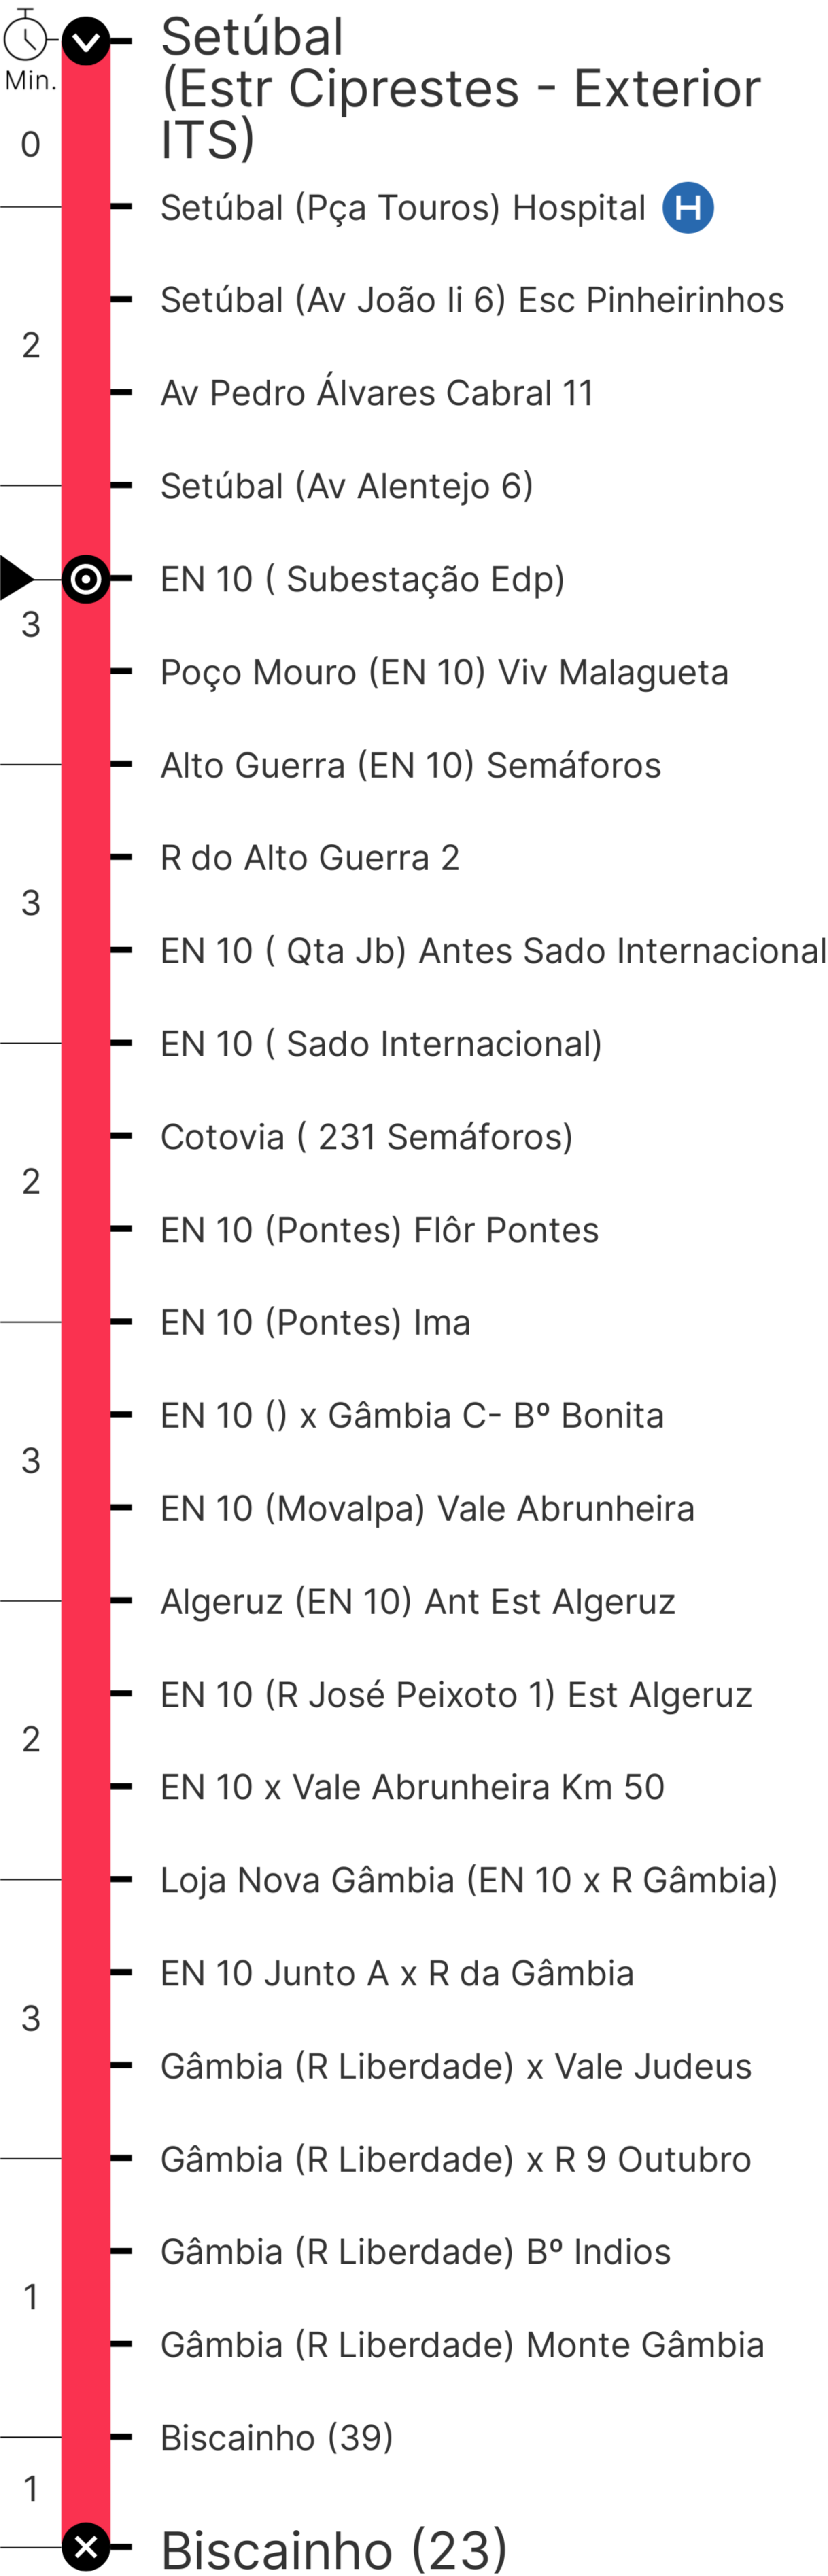 Setúbal
(Estr Ciprestes - Exterior
ITS)
Min.
0
Setúbal (Pça Touros) Hospital H
Setúbal (Av João Ii 6) Esc Pinheirinhos
2
Av Pedro Álvares Cabral 11
Setúbal (Av Alentejo 6)
EN 10 ( Subestação Edp)
3
Poço Mouro (EN 10) Viv Malagueta
Alto Guerra (EN 10) Semáforos
R do Alto Guerra 2
3
EN 10 ( Qta Jb) Antes Sado Internacional
EN 10 ( Sado Internacional)
Cotovia ( 231 Semáforos)
2
EN 10 (Pontes) Flôr Pontes
EN 10 (Pontes) Ima
EN 10 () x Gâmbia C- Bº Bonita
3
EN 10 (Movalpa) Vale Abrunheira
Algeruz (EN 10) Ant Est Algeruz
EN 10 (R José Peixoto 1) Est Algeruz
2
EN 10 x Vale Abrunheira Km 50
Loja Nova Gâmbia (EN 10 x R Gâmbia)
EN 10 Junto A x R da Gâmbia
3
Gâmbia (R Liberdade) x Vale Judeus
Gâmbia (R Liberdade) x R 9 Outubro
Gâmbia (R Liberdade) Bº Indios
1
Gâmbia (R Liberdade) Monte Gâmbia
Biscainho (39)
1
Biscainho (23)